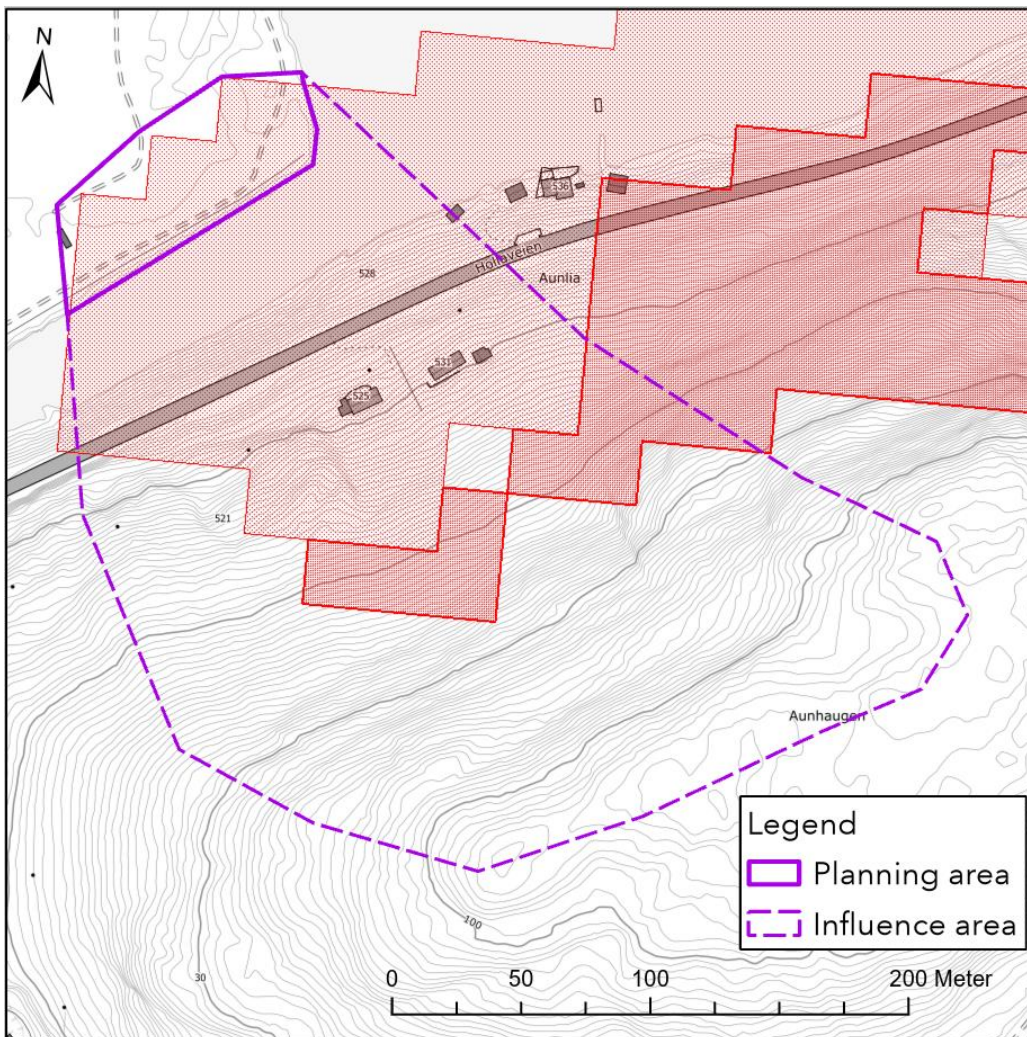 N
536
Hollaveien
528
Aunlia
531
525
521
Aunhaugen
Legend
Planning area
Influence area
100
30
0 50 100 200 Meter